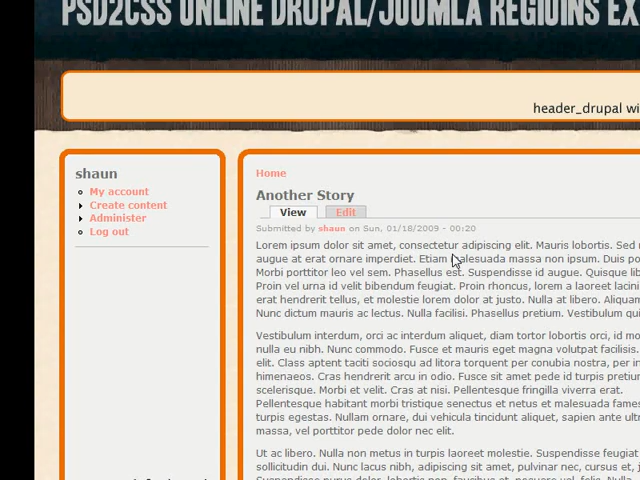 PSD2CSS ONLINE DRUPAL/JOOMLA REGIOINS EX
header_drupal wi
shaun
My account
Create content
Administer
Log out
Home
Another Story
View Edit
Submitted by shaun on Sun, 01/18/2009 - 00:20
Lorem ipsum dolor sit amet, consectetur adipiscing elit. Mauris lobortis. Sed
augue at erat ornare imperdiet. Etiam malesuada massa non ipsum. Duis po
Morbi porttitor leo vel sem. Phasellus est. Suspendisse id augue. Quisque lib
Proin vel urna id velit bibendum feugiat. Proin rhoncus, lorem a laoreet lacini
erat hendrerit tellus, et molestie lorem dolor at justo. Nulla at libero. Aliquam
Nunc dictum mauris ac lectus. Nulla facilisi. Phasellus pretium. Vestibulum qui
Vestibulum interdum, orci ac interdum aliquet, diam tortor lobortis orci, id mo
nulla eu nibh. Nunc commodo. Fusce et mauris eget magna volutpat facilisis.
elit. Class aptent taciti sociosqu ad litora torquent per conubia nostra, per in
himenaeos. Cras hendrerit arcu in odio. Fusce sit amet pede id turpis pretium
scelerisque. Morbi et velit. Cras at nisi. Pellentesque fringilla viverra erat.
Pellentesque habitant morbi tristique senectus et netus et malesuada fames
turpis egestas. Nullam ornare, dui vehicula tincidunt aliquet, sapien ante ultr
massa, vel porttitor pede dolor nec elit.
Ut ac libero. Nulla non metus in turpis laoreet molestie. Suspendisse feugiat
sollicitudin dui. Nunc lacus nibh, adipiscing sit amet, pulvinar nec, cursus et, j